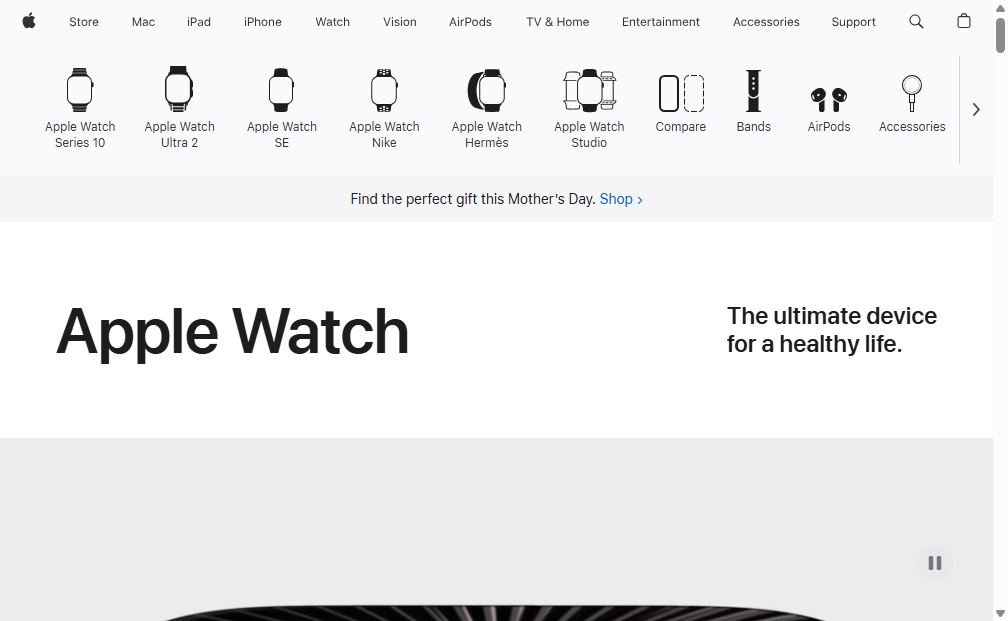 Store Mac iPad iPhone Watch Vision AirPods TV & Home Entertainment Accessories Support
Apple Watch Series 10
Apple Watch Ultra 2
Apple Watch SE
Apple Watch Nike
Apple Watch Hermès
Apple Watch Studio
Compare
Bands
AirPods
Accessories
Find the perfect gift this Mother's Day. Shop >
Apple Watch
The ultimate device
for a healthy life.